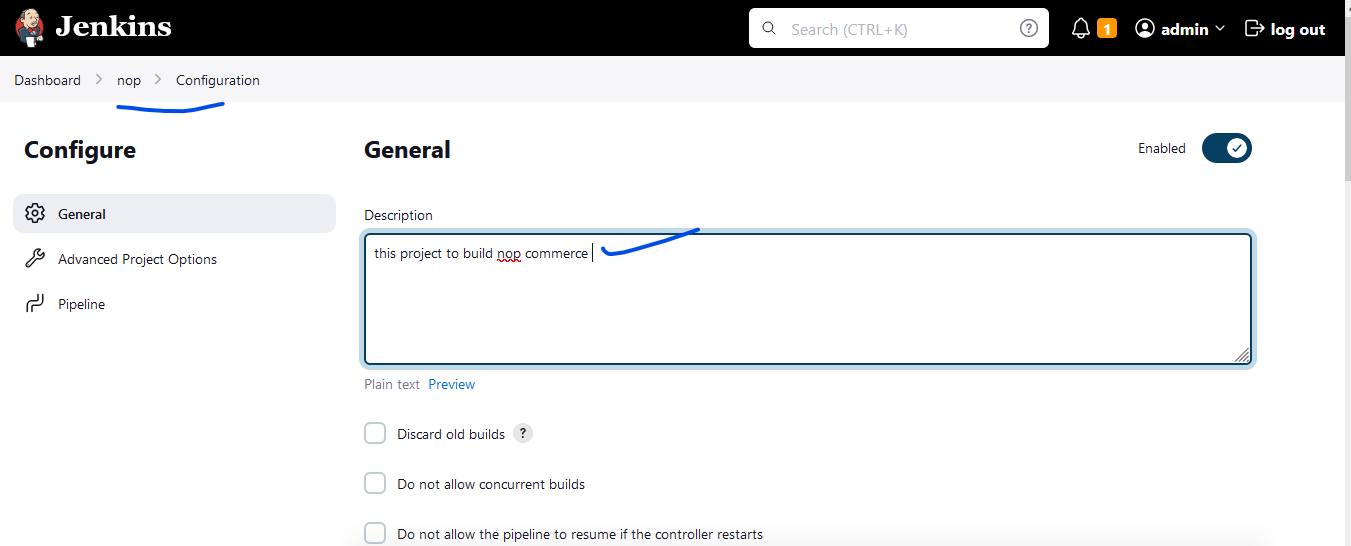 Jenkins
Search (CTRL+K)
?
1
admin
log out
Dashboard
nop
Configuration
Configure
General
Enabled
General
Advanced Project Options
Pipeline
Description
this project to build nop commerce
Plain text Preview
Discard old builds ?
Do not allow concurrent builds
Do not allow the pipeline to resume if the controller restarts